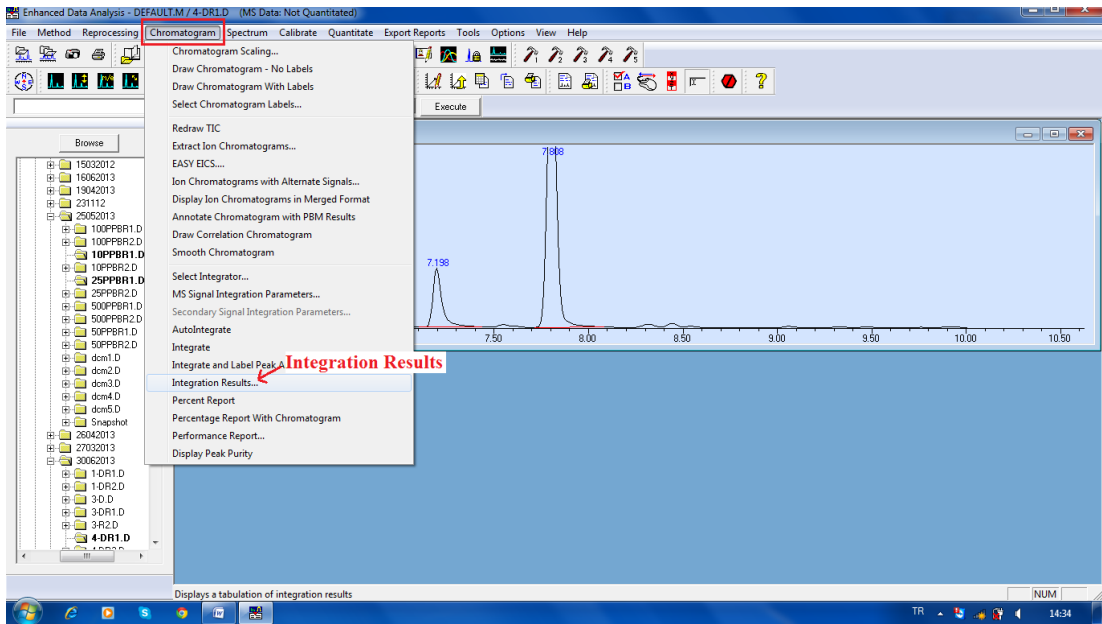 Enhanced Data Analysis - DEFAULT.M / 4-DR1.D (MS Data: Not Quantitated)
File Method Reprocessing Chromatogram Spectrum Calibrate Quantitate Export Reports Tools Options View Help
Execute
Browse
15032012
16062013
19042013
231112
25052013
100PPBR1.D
100PPBR2.D
10PPBR1.D
10PPBR2.D
25PPBR1.D
25PPBR2.D
500PPBR1.D
500PPBR2.D
50PPBR1.D
50PPBR2.D
dcm1.D
dcm2.D
dcm3.D
dcm4.D
dcm5.D
Snapshot
26042013
27032013
30062013
1-DR1.D
1-DR2.D
3-D.D
3-DR1.D
3-R2.D
4-DR1.D
Chromatogram Scaling...
Draw Chromatogram - No Labels
Draw Chromatogram With Labels
Select Chromatogram Labels...
Redraw TIC
Extract Ion Chromatograms...
EASY EICS....
Ion Chromatograms with Alternate Signals...
Display Ion Chromatograms in Merged Format
Annotate Chromatogram with PBM Results
Draw Correlation Chromatogram
Smooth Chromatogram
Select Integrator...
MS Signal Integration Parameters...
Secondary Signal Integration Parameters...
AutoIntegrate
Integrate
Integrate and Label Peak A
Integration Results...
Percent Report
Percentage Report With Chromatogram
Performance Report...
Display Peak Purity
Integration Results
7.808
7.198
7.50 8.00 8.50 9.00 9.50 10.00 10.50
Displays a tabulation of integration results
NUM
TR
14:34